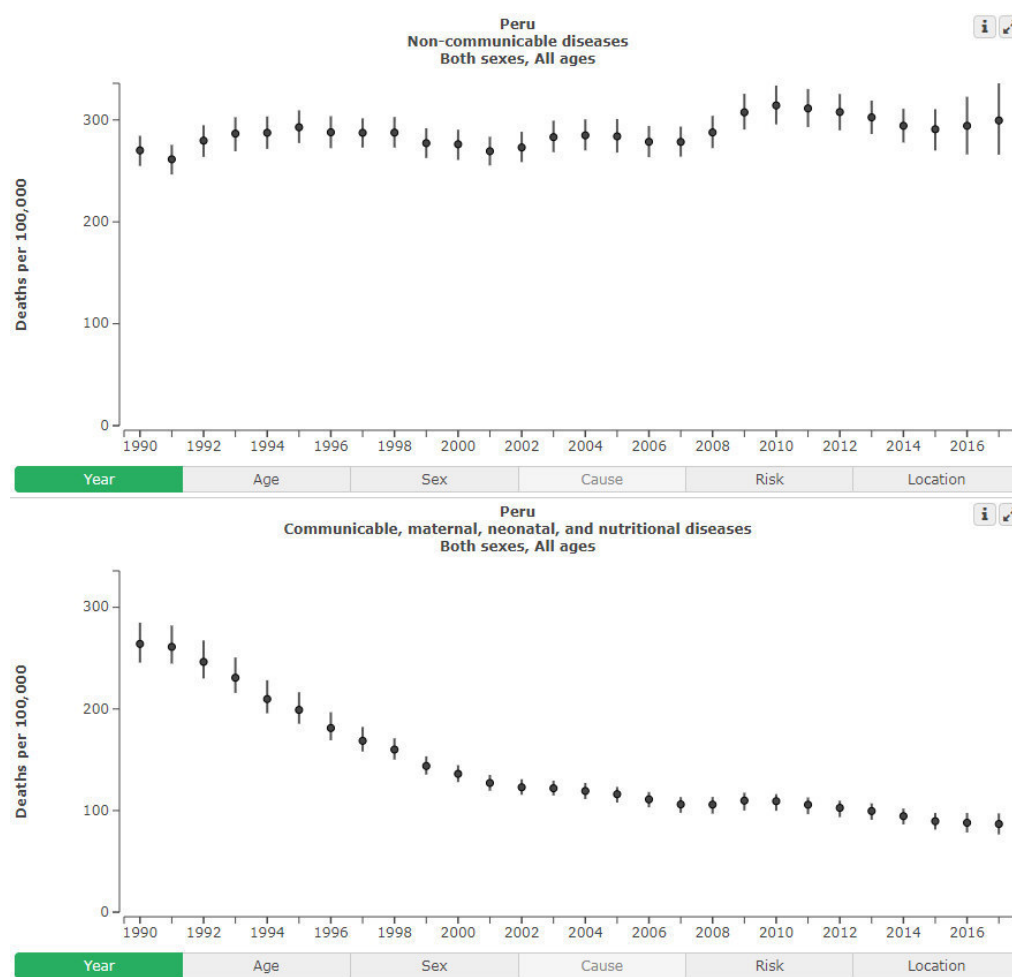 Peru
Non-communicable diseases
Both sexes, All ages
i
Deaths per 100,000
300
200
100
0
1990 1992 1994 1996 1998 2000 2002 2004 2006 2008 2010 2012 2014 2016
Year Age Sex Cause Risk Location
Peru
Communicable, maternal, neonatal, and nutritional diseases
Both sexes, All ages
i
Deaths per 100,000
300
200
100
0
1990 1992 1994 1996 1998 2000 2002 2004 2006 2008 2010 2012 2014 2016
Year Age Sex Cause Risk Location